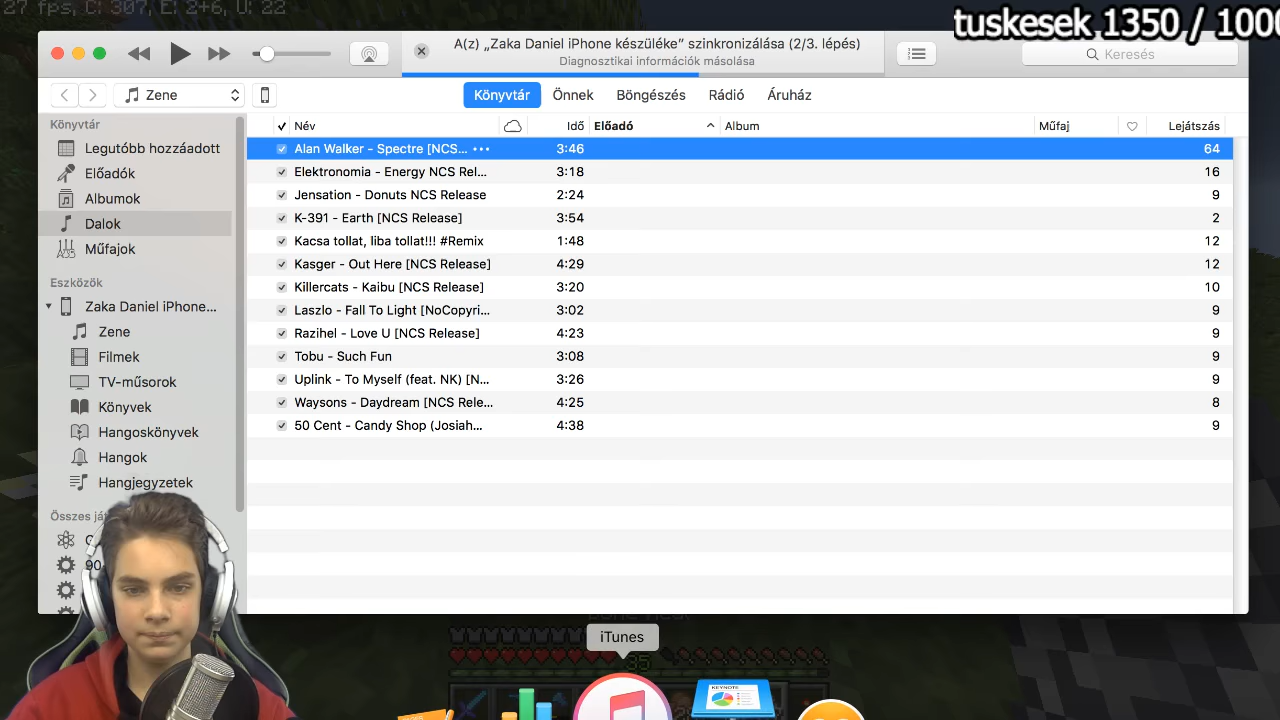 27 fps, C: 307, E: 2+6, U: 22
tuskesek 1350 / 1000
A(z) „Zaka Daniel iPhone készüléke” szinkronizálása (2/3. lépés)
Diagnosztikai információk másolása
Keresés
Zene
Könyvtár
Önnek
Böngészés
Rádió
Áruház
Könyvtár
Legutóbb hozzáadott
Előadók
Albumok
Dalok
Műfajok
Eszközök
Zaka Daniel iPhone...
Zene
Filmek
TV-műsorok
Könyvek
Hangoskönyvek
Hangok
Hangjegyzetek
Összes ját
90
Név Idő Előadó Album Műfaj Lejátszás
Alan Walker - Spectre [NCS... ••• 3:46 64
Elektronomia - Energy NCS Rel... 3:18 16
Jensation - Donuts NCS Release 2:24 9
K-391 - Earth [NCS Release] 3:54 2
Kacsa tollat, liba tollat!!! #Remix 1:48 12
Kasger - Out Here [NCS Release] 4:29 12
Killercats - Kaibu [NCS Release] 3:20 10
Laszlo - Fall To Light [NoCopyri... 3:02 9
Razihel - Love U [NCS Release] 4:23 9
Tobu - Such Fun 3:08 9
Uplink - To Myself (feat. NK) [N... 3:26 9
Waysons - Daydream [NCS Rele... 4:25 8
50 Cent - Candy Shop (Josiah... 4:38 9
iTunes
35
KEYNOTE